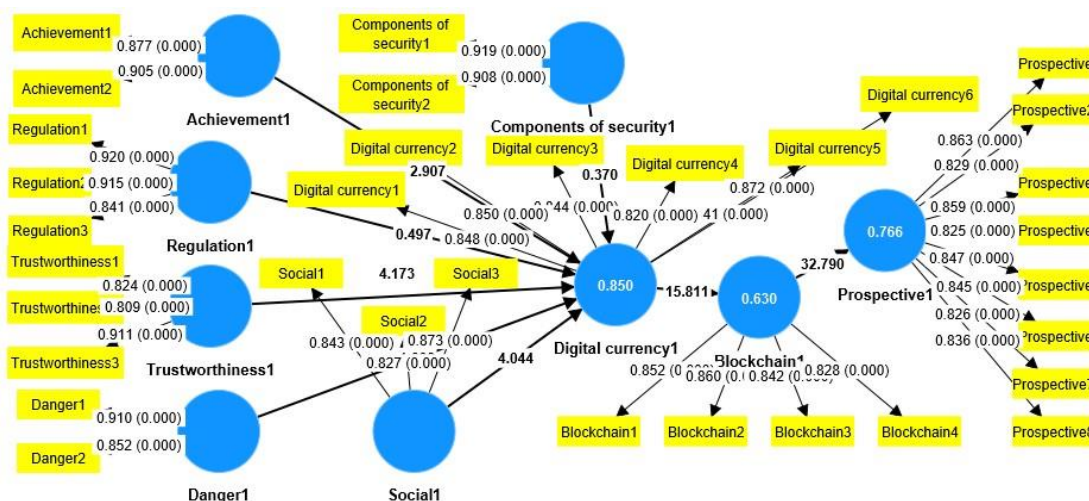 Achievement1
0.877 (0.000)
0.905 (0.000)
Achievement2
Achievement1
Components of
security1
0.919 (0.000)
0.908 (0.000)
Components of
security2
Components of security1
Regulation1
0.920 (0.000)
0.915 (0.000)
0.841 (0.000)
Regulation3
Regulation1
Digital currency1
Digital currency2
Digital currency3
Digital currency4
Digital currency5
Digital currency6
2.907
0.370
0.850 (0.000)
0.848 (0.000)
0.820 (0.000)
0.872 (0.000)
0.497
4.173
Trustworthiness1
0.824 (0.000)
0.809 (0.000)
0.911 (0.000)
Trustworthiness3
Trustworthiness1
Social1
Social2
Social3
0.843
0.873
0.827 (0.000)
4.044
Social1
Danger1
0.910 (0.000)
0.852 (0.000)
Danger2
Danger1
0.850
Digital currency1
15.811
0.630
Blockchain1
0.852
0.860
0.842
0.828 (0.000)
Blockchain1
Blockchain2
Blockchain3
Blockchain4
32.790
0.766
Prospective1
0.863 (0.000)
0.829 (0.000)
0.859 (0.000)
0.825 (0.000)
0.847 (0.000)
0.845 (0.000)
0.826 (0.000)
0.836 (0.000)
Prospective
Prospective2
Prospective
Prospective
Prospective
Prospective
Prospective7
Prospective8